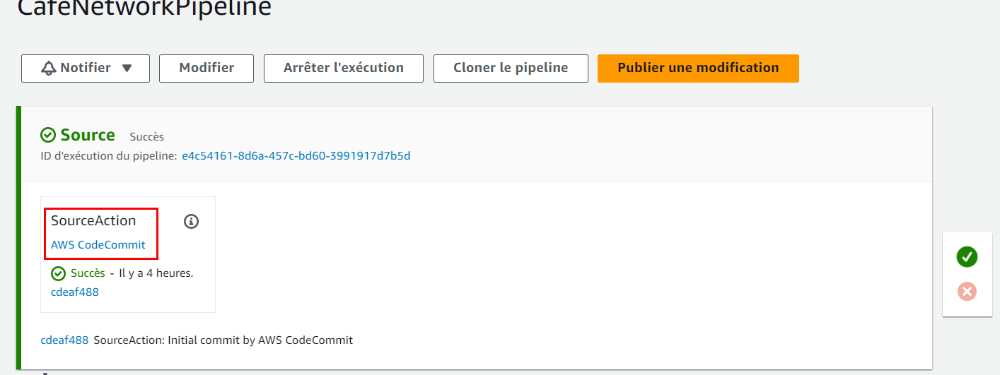 CafeNetworkPipeline
Notifier Modifier Arrêter l'exécution Cloner le pipeline Publier une modification
Source Succès
ID d'exécution du pipeline: e4c54161-8d6a-457c-bd60-3991917d7b5d
SourceAction
AWS CodeCommit
Succès - Il y a 4 heures.
cdeaf488
cdeaf488 SourceAction: Initial commit by AWS CodeCommit